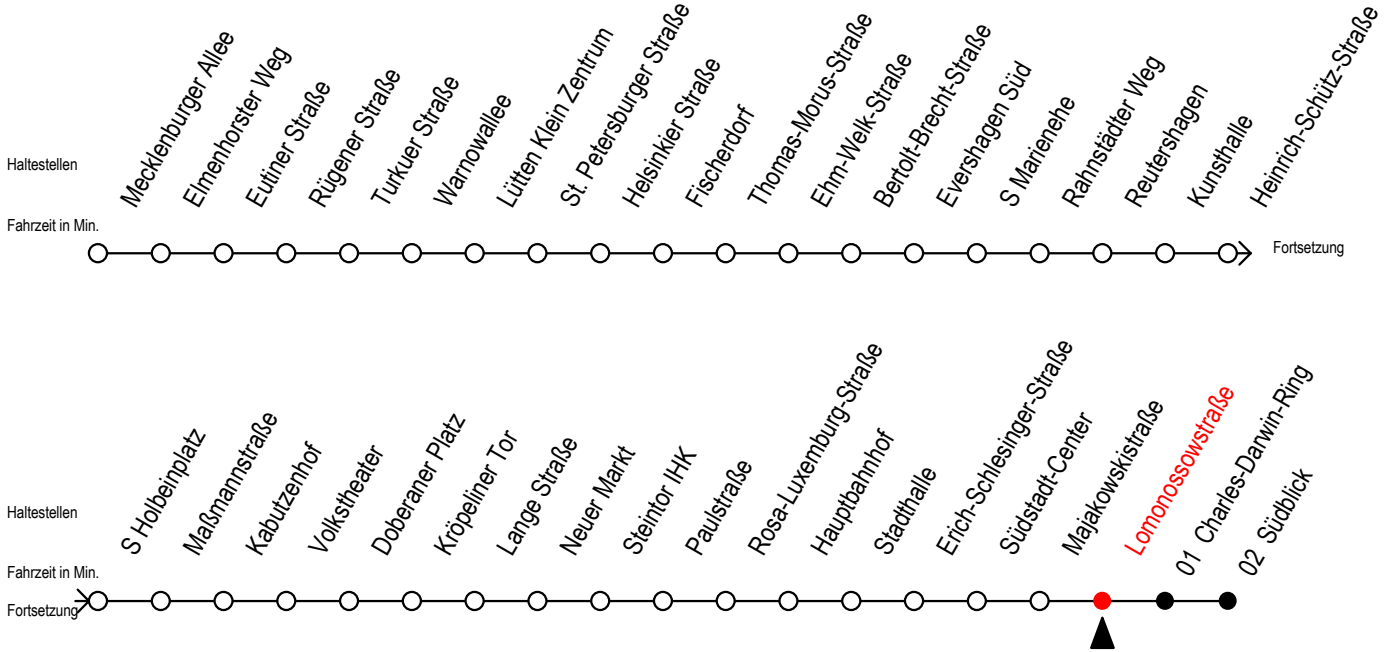 Haltestellen
Mecklenburger Allee
Elmenhorster Weg
Eutiner Straße
Rügener Straße
Turkuer Straße
Warnowallee
Lütten Klein Zentrum
St. Petersburger Straße
Helsinkier Straße
Fischerdorf
Thomas-Morus-Straße
Ehm-Welk-Straße
Bertolt-Brecht-Straße
Evershagen Süd
S Marienehe
Rahnstädter Weg
Reutershagen
Kunsthalle
Heinrich-Schütz-Straße
Fahrzeit in Min.
Fortsetzung
Haltestellen
S Holbeinplatz
Maßmannstraße
Kabutzenhof
Volkstheater
Doberaner Platz
Kröpeliner Tor
Lange Straße
Neuer Markt
Steintor IHK
Paulstraße
Rosa-Luxemburg-Straße
Hauptbahnhof
Stadthalle
Erich-Schlesinger-Straße
Südstadt-Center
Majakowskistraße
Lomonossowstraße
01 Charles-Darwin-Ring
02 Südblick
Fahrzeit in Min.
Fortsetzung